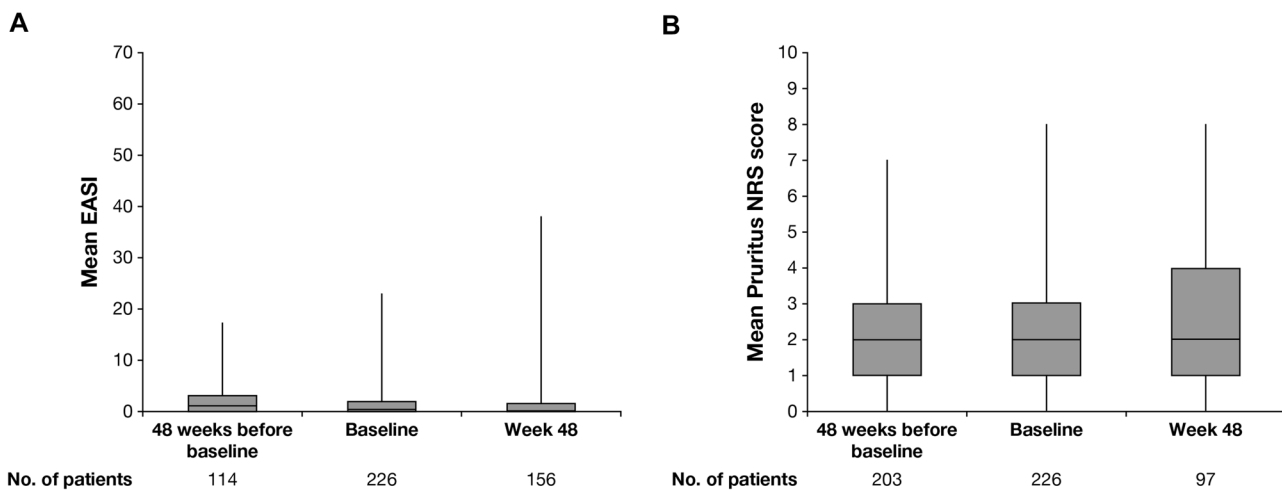 A
Mean EASI
70
60
50
40
30
20
10
0
48 weeks before
baseline
Baseline
Week 48
No. of patients 114 226 156
B
Mean Pruritus NRS score
10
9
8
7
6
5
4
3
2
1
0
48 weeks before
baseline
Baseline
Week 48
No. of patients 203 226 97